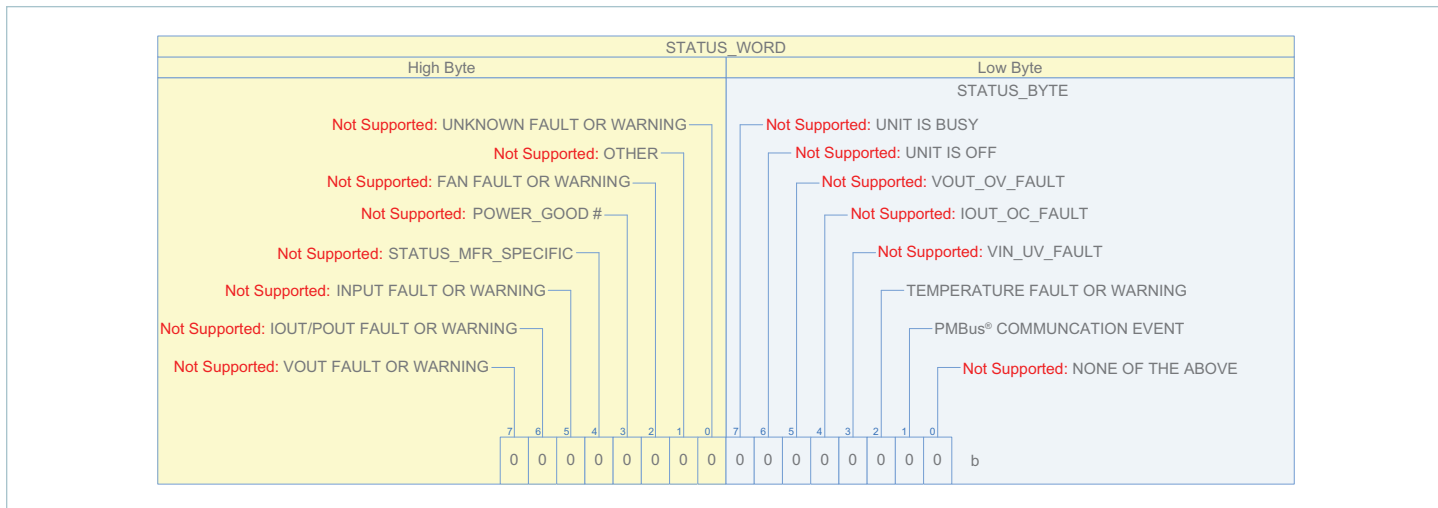 STATUS_WORD
High Byte
Low Byte
STATUS_BYTE
Not Supported: UNKNOWN FAULT OR WARNING
Not Supported: UNIT IS BUSY
Not Supported: OTHER
Not Supported: UNIT IS OFF
Not Supported: FAN FAULT OR WARNING
Not Supported: VOUT_OV_FAULT
Not Supported: POWER_GOOD #
Not Supported: IOUT_OC_FAULT
Not Supported: STATUS_MFR_SPECIFIC
Not Supported: VIN_UV_FAULT
Not Supported: INPUT FAULT OR WARNING
TEMPERATURE FAULT OR WARNING
Not Supported: IOUT/POUT FAULT OR WARNING
PMBus® COMMUNCATION EVENT
Not Supported: VOUT FAULT OR WARNING
Not Supported: NONE OF THE ABOVE
7 6 5 4 3 2 1 0 7 6 5 4 3 2 1 0
0 0 0 0 0 0 0 0 0 0 0 0 0 0 0 0 b